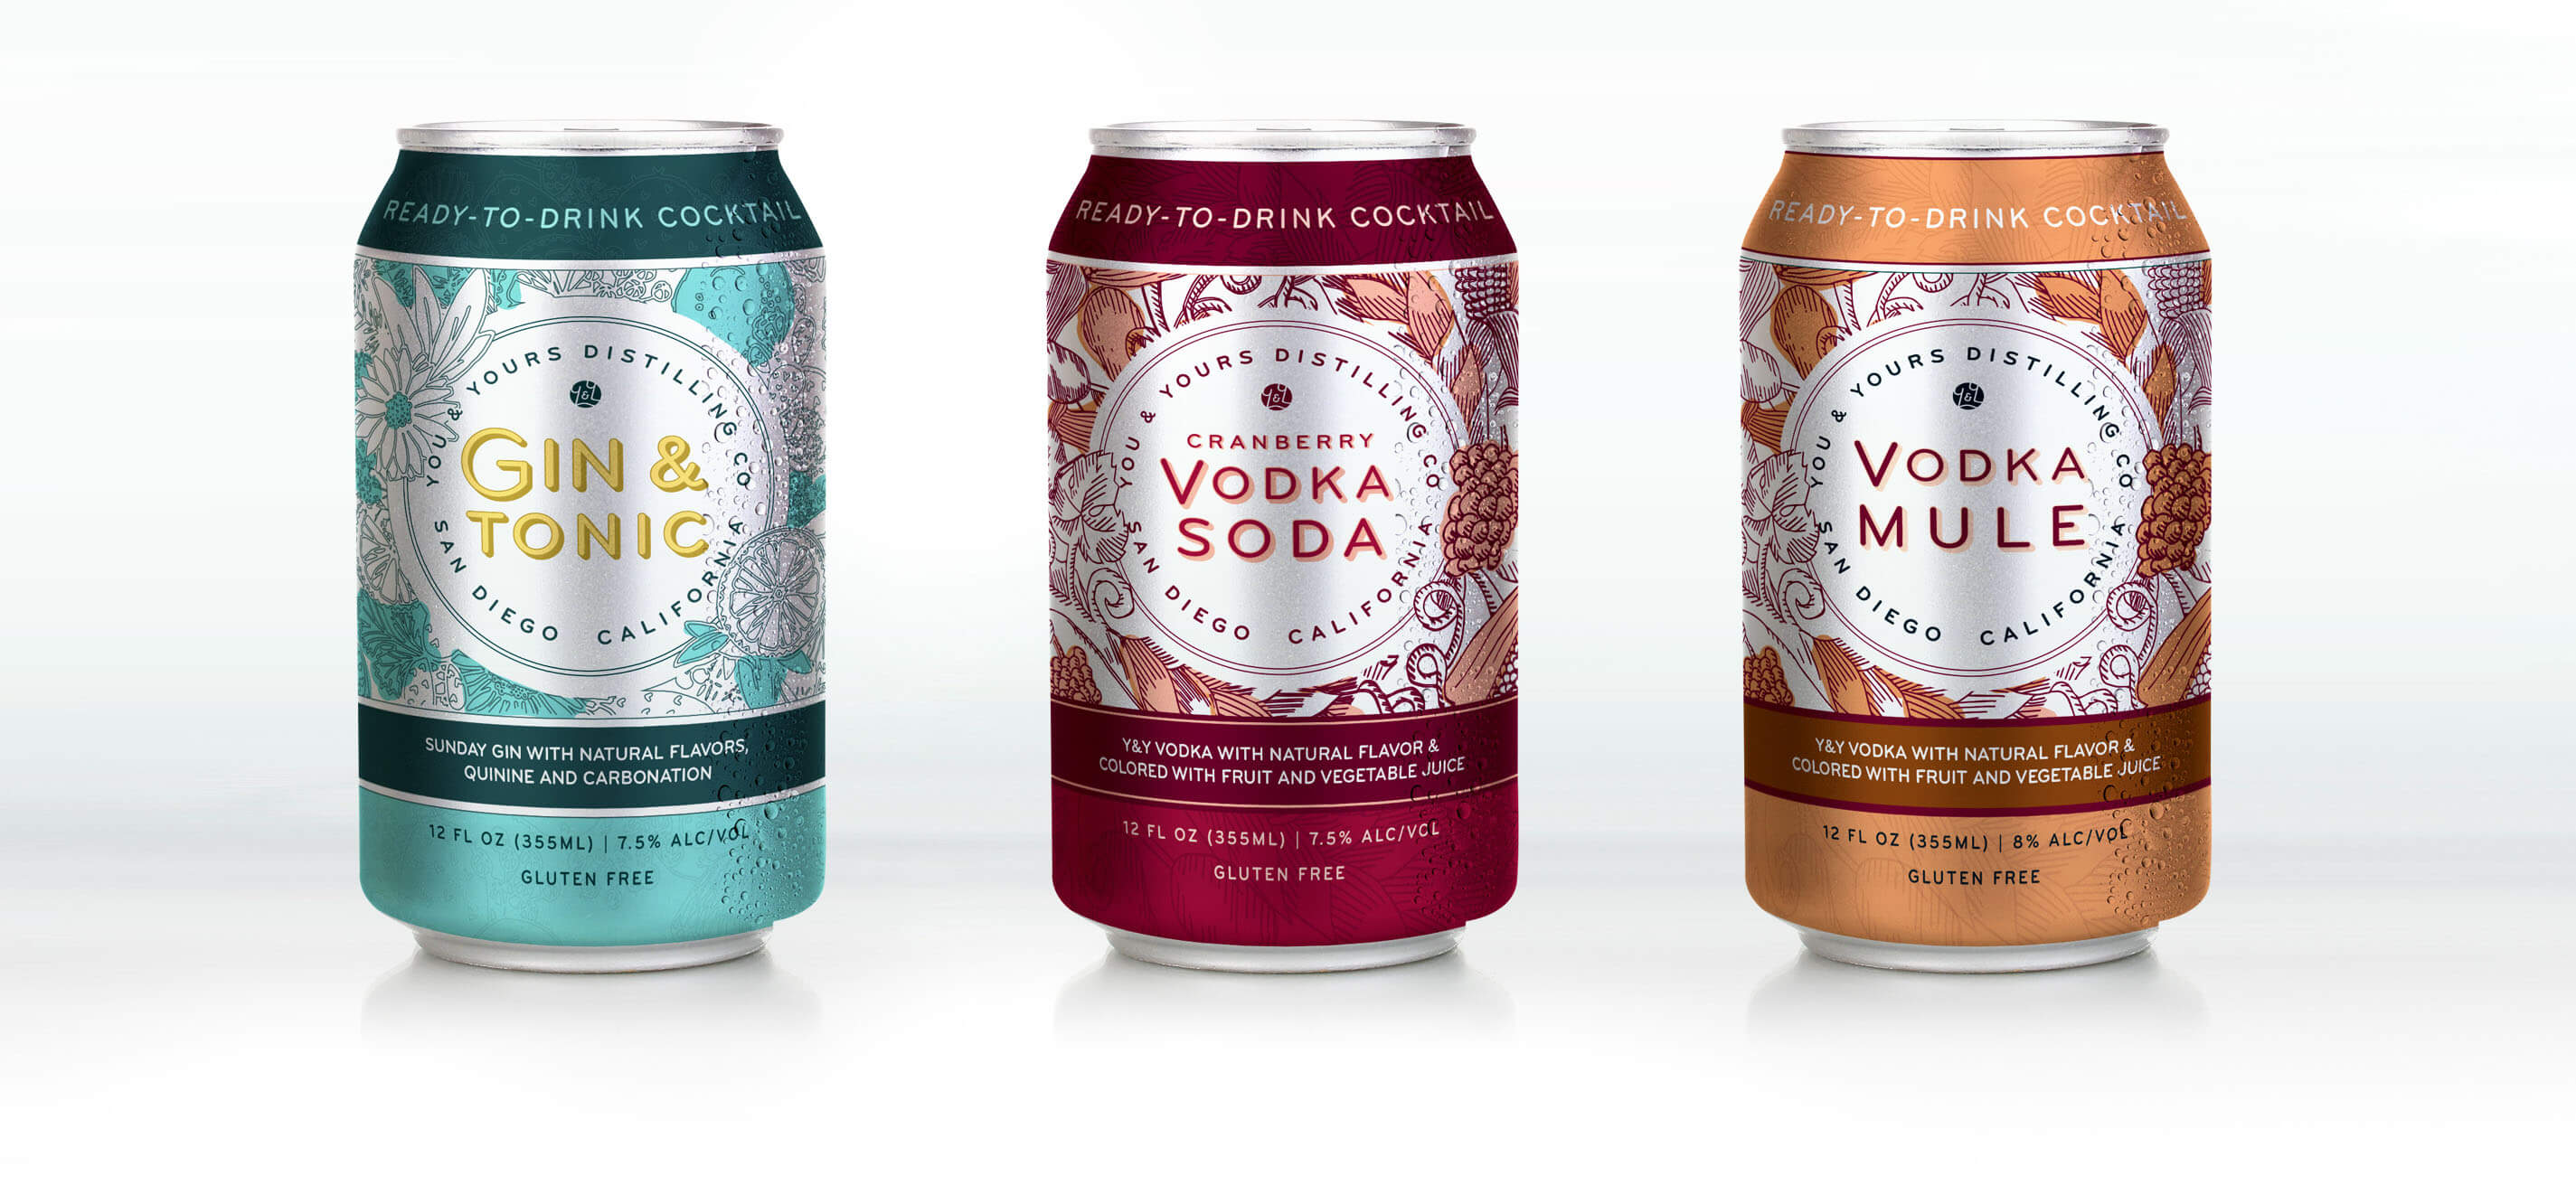 READY-TO-DRINK COCKTAIL
YOU & YOURS DISTILLING CO
Y&Y
GIN &
TONIC
SAN DIEGO CALIFORNIA
SUNDAY GIN WITH NATURAL FLAVORS,
QUININE AND CARBONATION
12 FL OZ (355ML) | 7.5% ALC/VOL
GLUTEN FREE
READY-TO-DRINK COCKTAIL
YOU & YOURS DISTILLING CO
Y&Y
CRANBERRY
VODKA
SODA
SAN DIEGO CALIFORNIA
Y&Y VODKA WITH NATURAL FLAVOR &
COLORED WITH FRUIT AND VEGETABLE JUICE
12 FL OZ (355ML) | 7.5% ALC/VOL
GLUTEN FREE
READY-TO-DRINK COCKTAIL
YOU & YOURS DISTILLING CO
Y&Y
VODKA
MULE
SAN DIEGO CALIFORNIA
Y&Y VODKA WITH NATURAL FLAVOR &
COLORED WITH FRUIT AND VEGETABLE JUICE
12 FL OZ (355ML) | 8% ALC/VOL
GLUTEN FREE